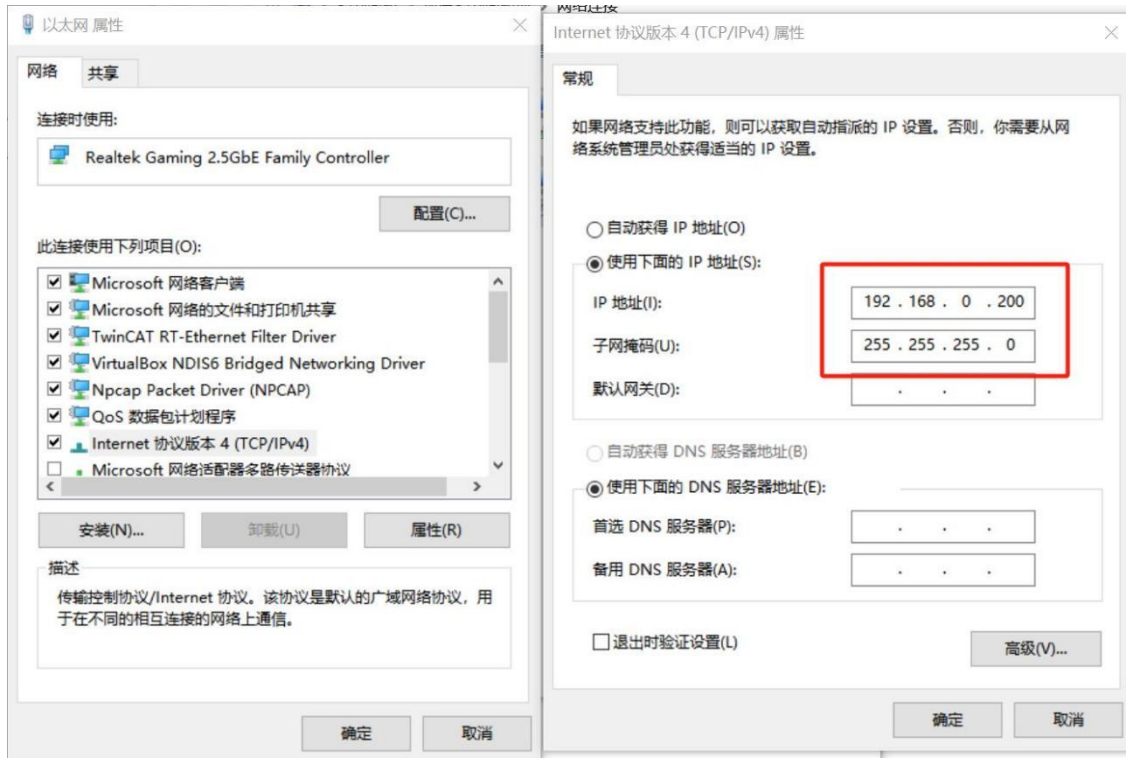 以太网 属性
网络
共享
连接时使用:
Realtek Gaming 2.5GbE Family Controller
配置(C)...
此连接使用下列项目(O):
Microsoft 网络客户端
Microsoft 网络的文件和打印机共享
TwinCAT RT-Ethernet Filter Driver
VirtualBox NDIS6 Bridged Networking Driver
Npcap Packet Driver (NPCAP)
QoS 数据包计划程序
Internet 协议版本 4 (TCP/IPv4)
Microsoft 网络适配器多路传送器协议
安装(N)...
卸载(U)
属性(R)
描述
传输控制协议/Internet 协议。该协议是默认的广域网络协议，用
于在不同的相互连接的网络上通信。
确定
取消
网络连接
Internet 协议版本 4 (TCP/IPv4) 属性
常规
如果网络支持此功能，则可以获取自动指派的 IP 设置。否则，你需要从网
络系统管理员处获得适当的 IP 设置。
自动获得 IP 地址(O)
使用下面的 IP 地址(S):
IP 地址(I):
192 . 168 . 0 . 200
子网掩码(U):
255 . 255 . 255 . 0
默认网关(D):
. . .
自动获得 DNS 服务器地址(B)
使用下面的 DNS 服务器地址(E):
首选 DNS 服务器(P):
. . .
备用 DNS 服务器(A):
. . .
退出时验证设置(L)
高级(V)...
确定
取消